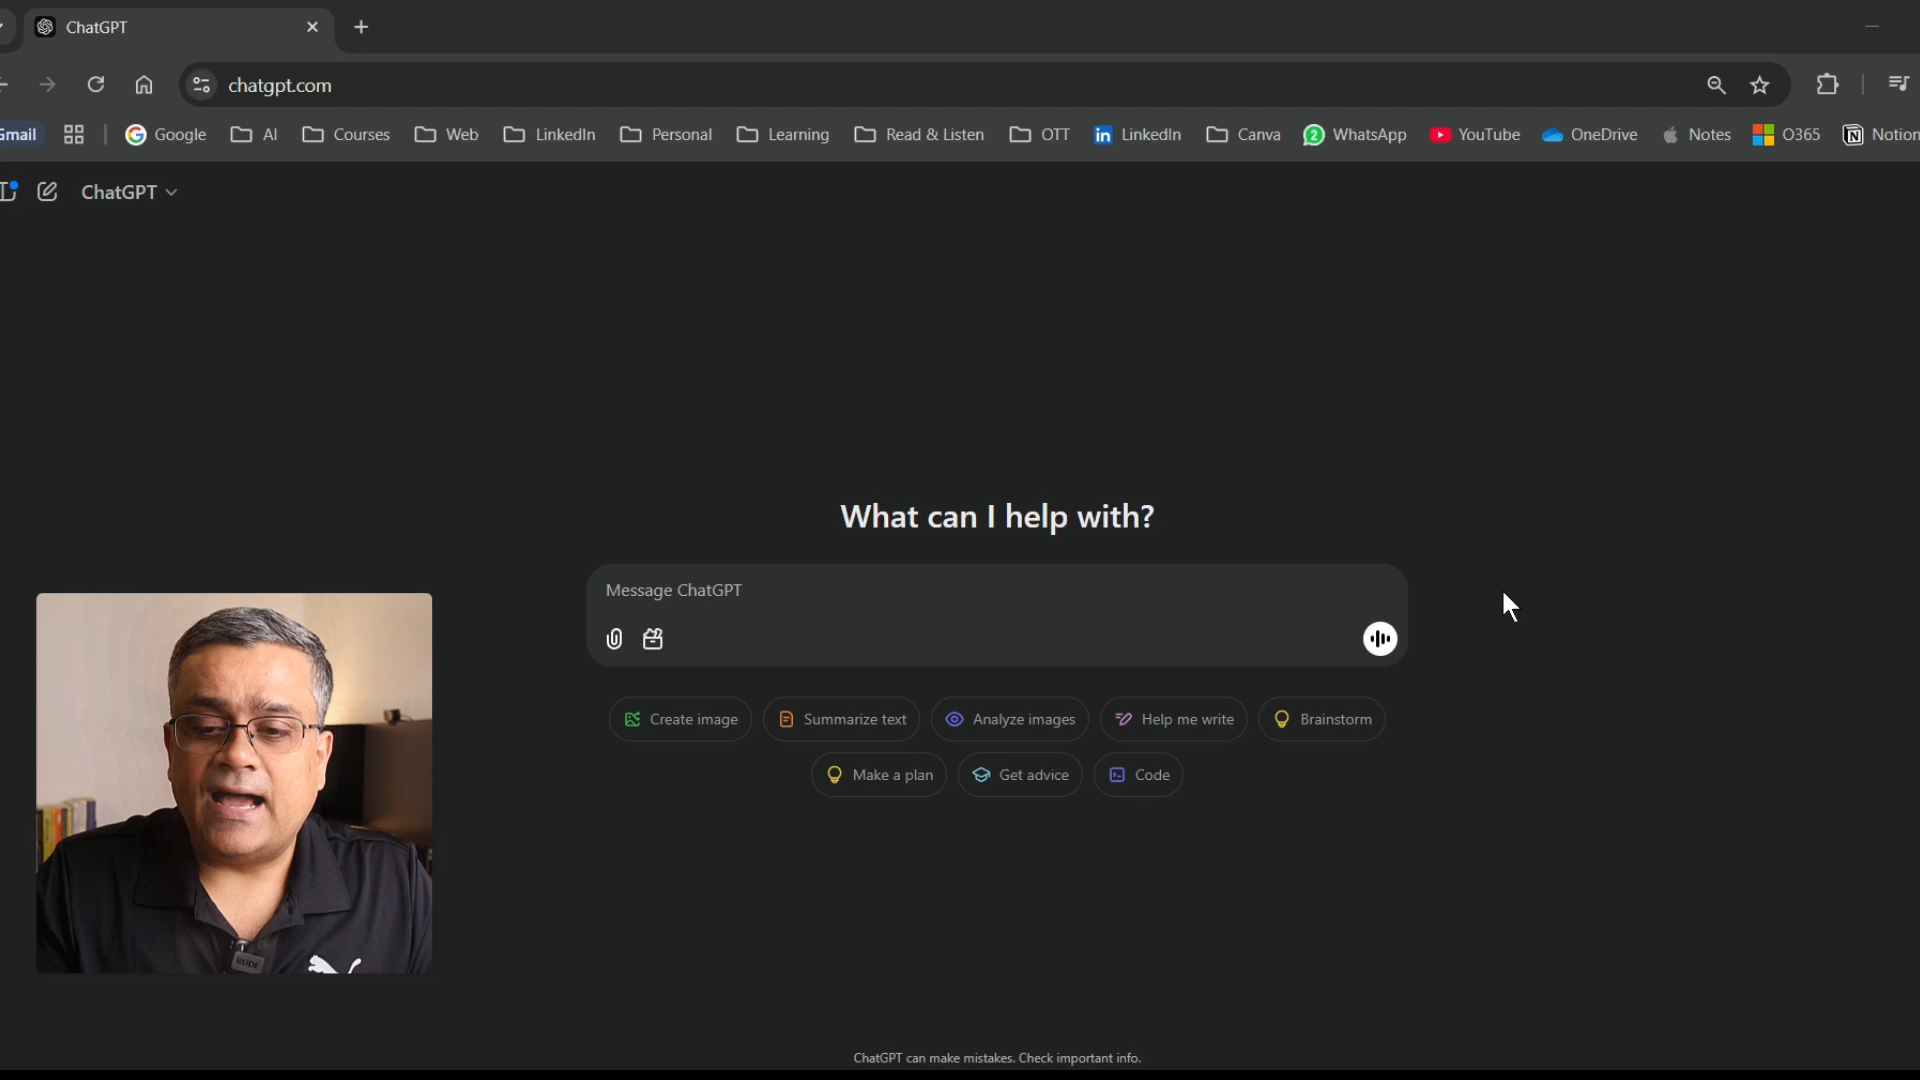 ChatGPT
chatgpt.com
Gmail Google AI Courses Web LinkedIn Personal Learning Read & Listen OTT LinkedIn Canva 2 WhatsApp YouTube OneDrive Notes O365 Notion
ChatGPT
What can I help with?
Message ChatGPT
Create image Summarize text Analyze images Help me write Brainstorm
Make a plan Get advice Code
RODE
ChatGPT can make mistakes. Check important info.